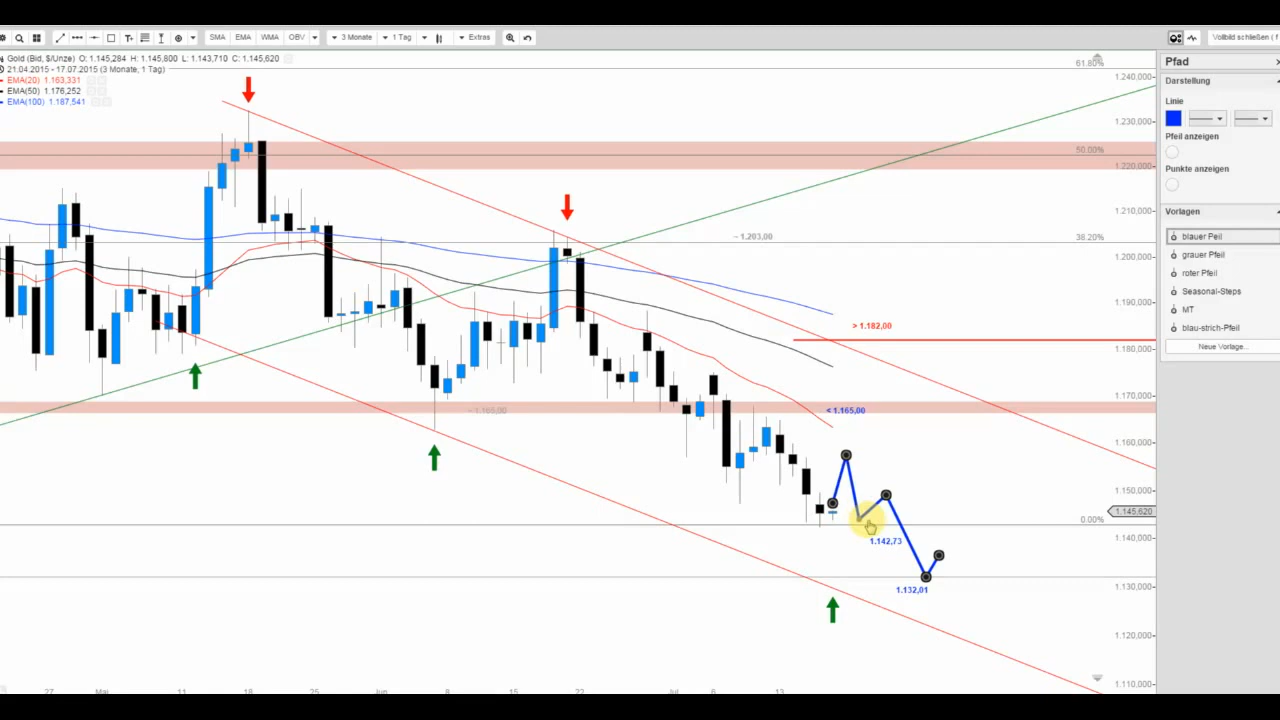 SMA EMA WMA OBV 3 Monate 1 Tag Extras Vollbild schließen ( f
Gold (Bid, $/Unze) O: 1.145,284 H: 1.145,800 L: 1.143,710 C: 1.145,620
21.04.2015 - 17.07.2015 (3 Monate, 1 Tag)
EMA(20) 1.163,331
EMA(50) 1.176,252
EMA(100) 1.187,541
61.80%
1.240,000
1.230,000
50.00%
1.220,000
1.210,000
~ 1.203,00
38.20%
1.200,000
1.190,000
> 1.182,00
1.180,000
1.170,000
~ 1.165,00
< 1.165,00
1.160,000
1.150,000
1.145,620
0.00%
1.142,73
1.140,000
1.132,01
1.130,000
1.120,000
1.110,000
27 Mai 11 18 25 Jun 8 15 22 Jul 6 13
Pfad
Darstellung
Linie
Pfeil anzeigen
Punkte anzeigen
Vorlagen
blauer Peil
grauer Pfeil
roter Pfeil
Seasonal-Steps
MT
blau-strich-Pfeil
Neue Vorlage...